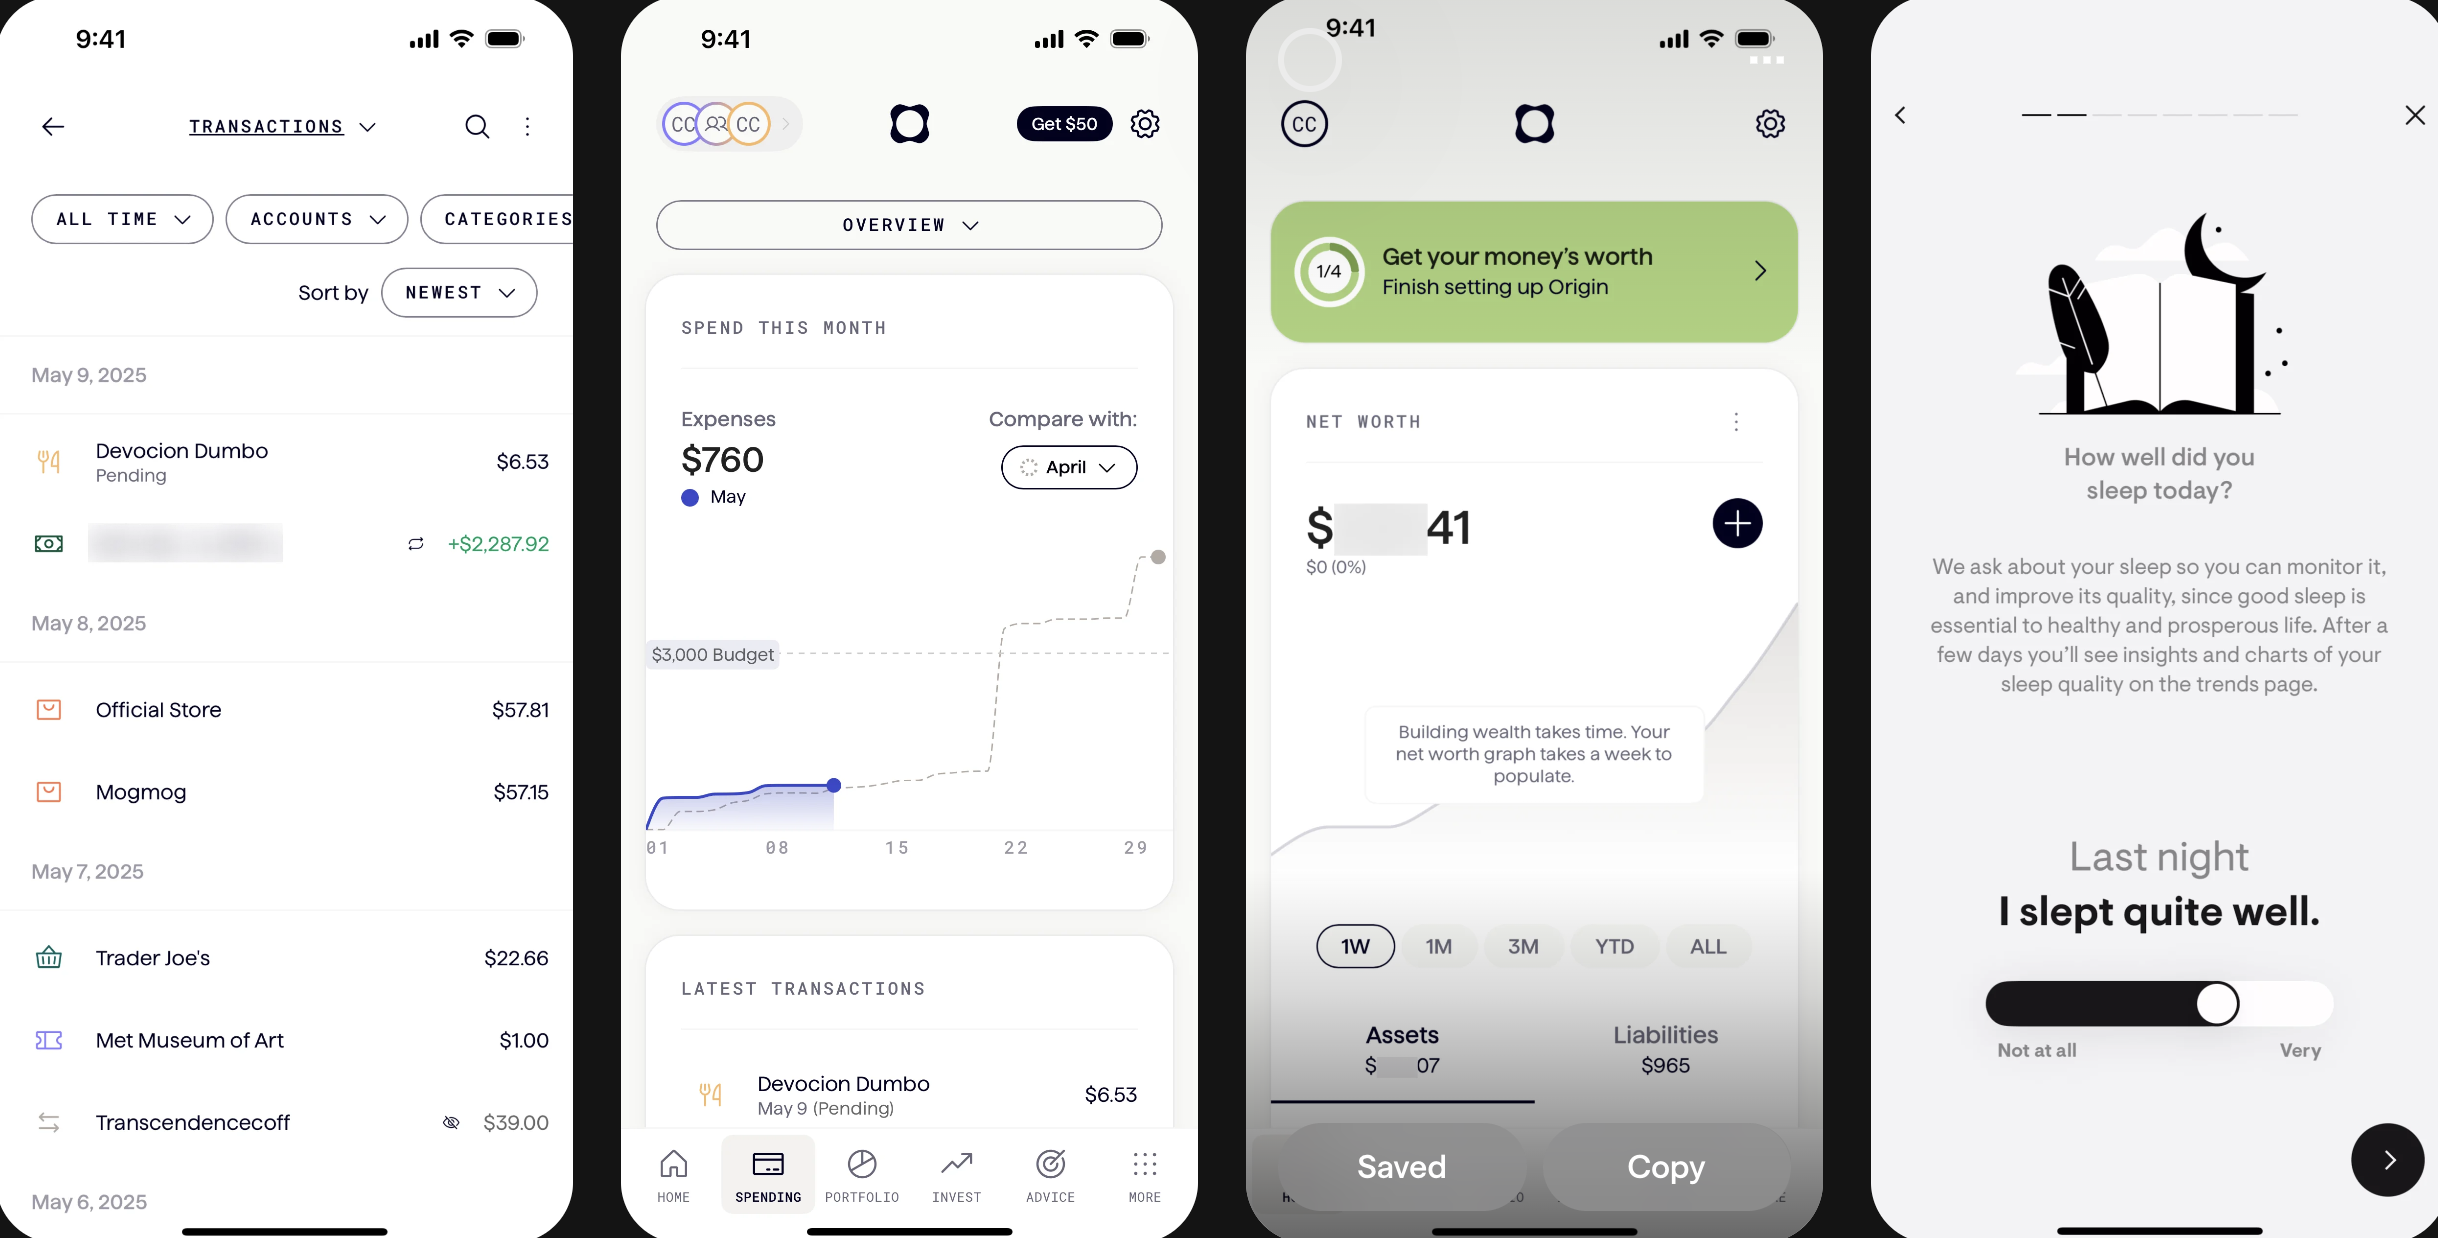 9:41
TRANSACTIONS
ALL TIME
ACCOUNTS
CATEGORIES
Sort by
NEWEST
May 9, 2025
Devocion Dumbo
$6.53
Pending
+$2,287.92
May 8, 2025
Official Store
$57.81
Mogmog
$57.15
May 7, 2025
Trader Joe's
$22.66
Met Museum of Art
$1.00
Transcendencecoff
$39.00
May 6, 2025
9:41
CC
CC
Get $50
OVERVIEW
SPEND THIS MONTH
Expenses
Compare with:
$760
April
May
$3,000 Budget
01
08
15
22
29
LATEST TRANSACTIONS
Devocion Dumbo
$6.53
May 9 (Pending)
HOME
SPENDING
PORTFOLIO
INVEST
ADVICE
MORE
9:41
CC
1/4
Get your money's worth
Finish setting up Origin
NET WORTH
$ 41
$0 (0%)
Building wealth takes time. Your
net worth graph takes a week to
populate.
1W
1M
3M
YTD
ALL
Assets
Liabilities
$ 07
$965
Saved
Copy
How well did you
sleep today?
We ask about your sleep so you can monitor it,
and improve its quality, since good sleep is
essential to healthy and prosperous life. After a
few days you'll see insights and charts of your
sleep quality on the trends page.
Last night
I slept quite well.
Not at all
Very